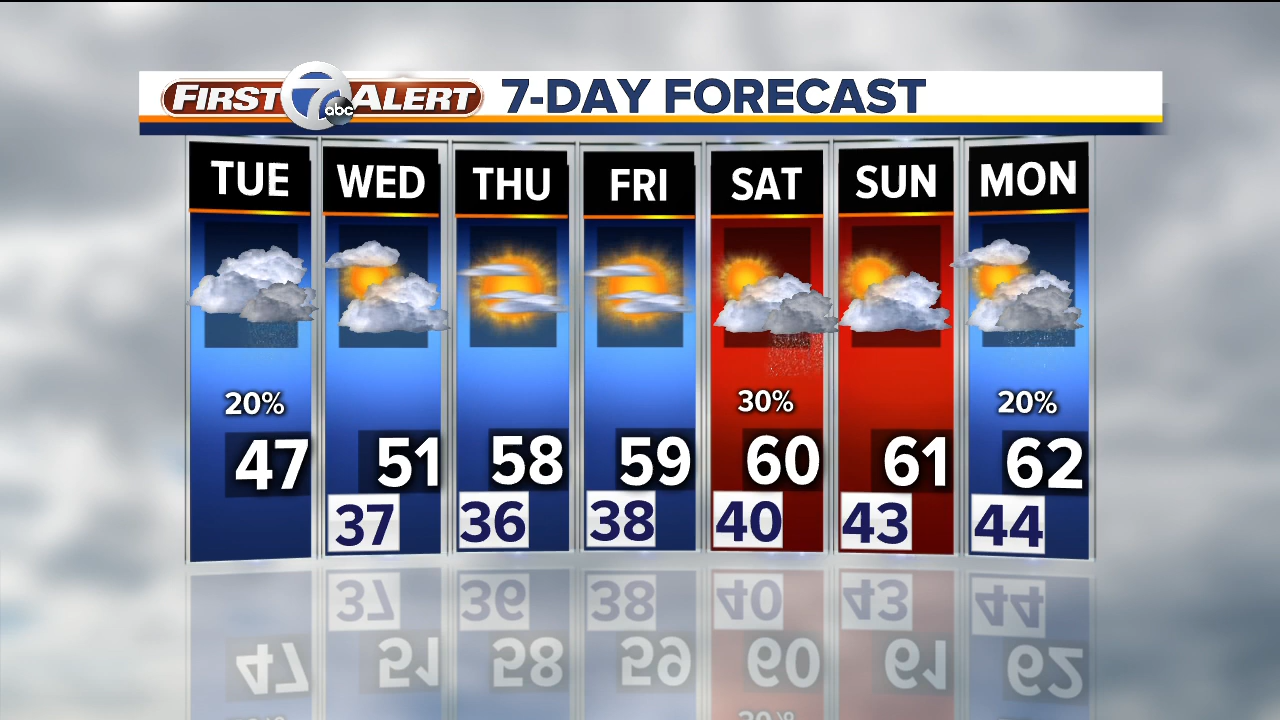 FIRST 7 abc ALERT 7-DAY FORECAST
TUE WED THU FRI SAT SUN MON
20% 30% 20%
47 51 58 59 60 61 62
37 36 38 40 43 44